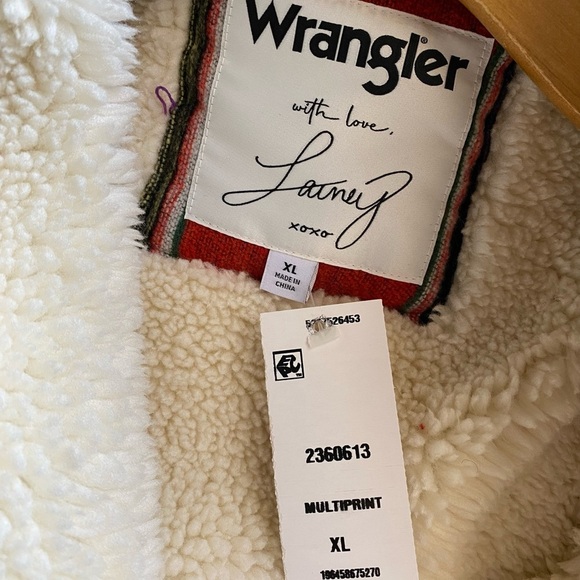 Wrangler®
with love,
Lainey
xoxo
XL
MADE IN
CHINA
2360613
MULTIPRINT
XL
196458675270